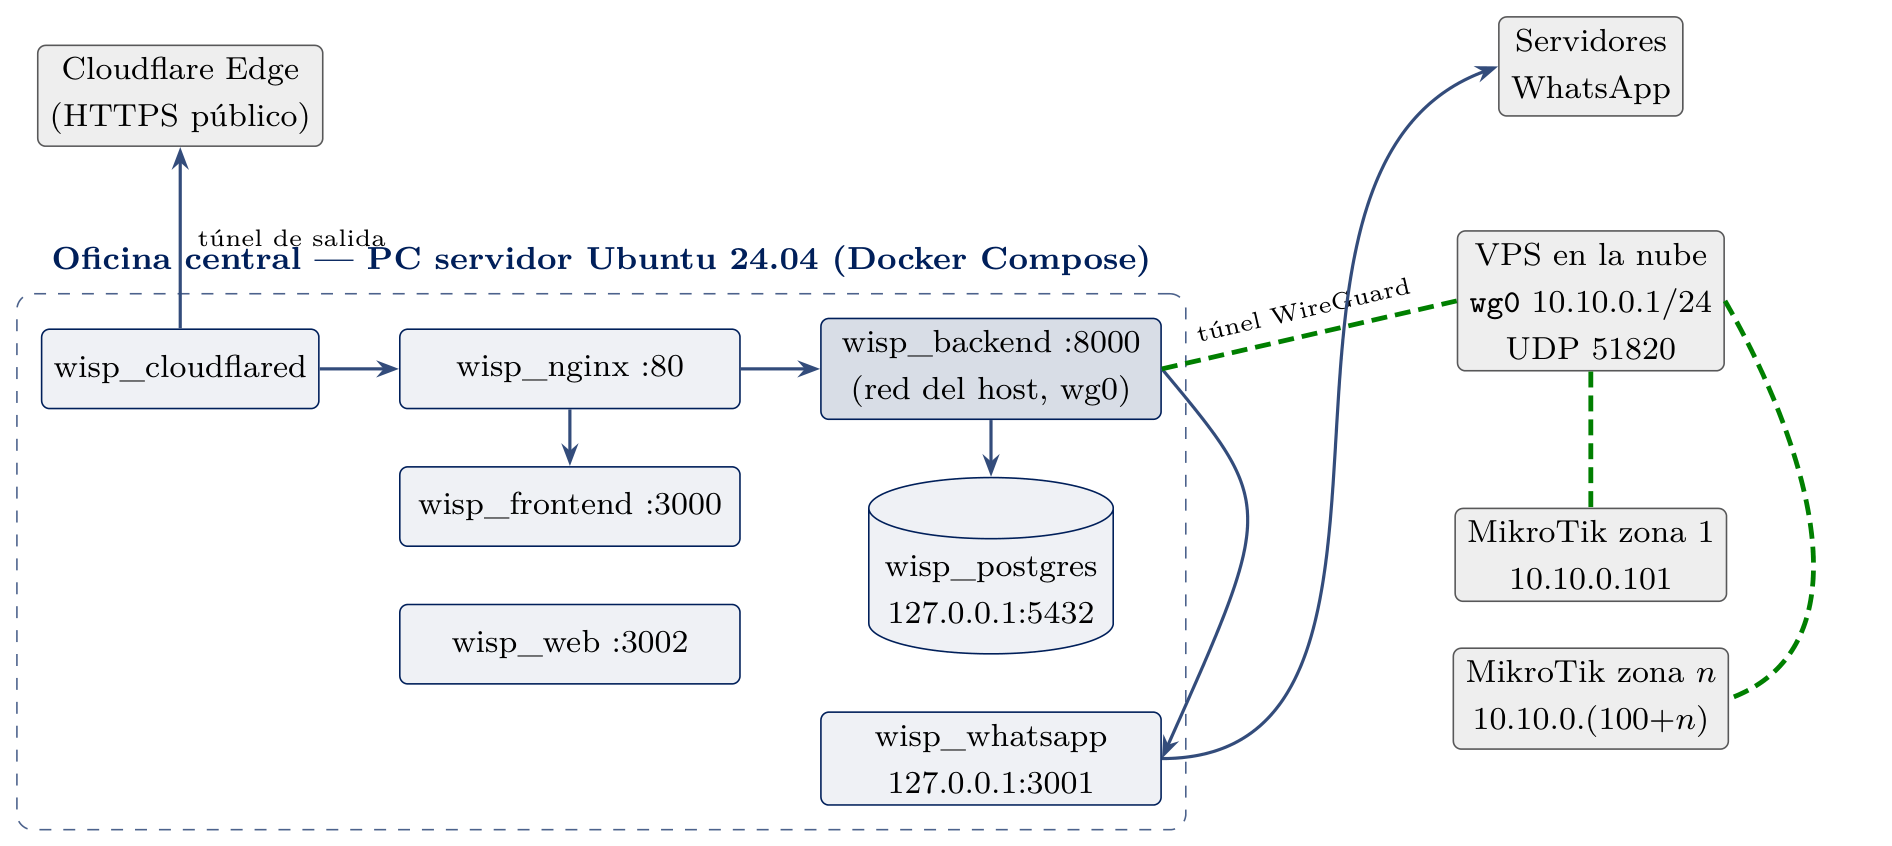 Cloudflare Edge
(HTTPS público)
Servidores
WhatsApp
túnel de salida
Oficina central — PC servidor Ubuntu 24.04 (Docker Compose)
túnel WireGuard
VPS en la nube
wg0 10.10.0.1/24
UDP 51820
wisp_cloudflared
wisp_nginx :80
wisp_backend :8000
(red del host, wg0)
wisp_frontend :3000
wisp_postgres
127.0.0.1:5432
MikroTik zona 1
10.10.0.101
wisp_web :3002
MikroTik zona n
10.10.0.(100+n)
wisp_whatsapp
127.0.0.1:3001